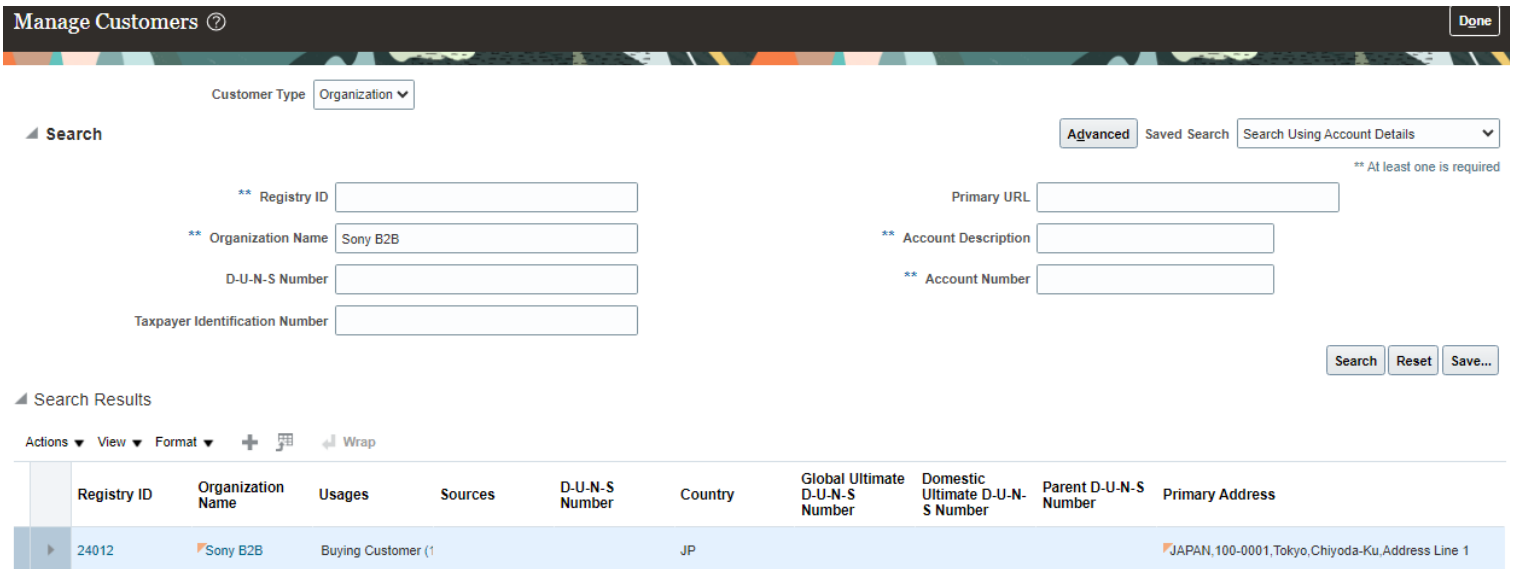 Manage Customers ?
Done
Customer Type Organization
Search
Advanced Saved Search Search Using Account Details
** At least one is required
** Registry ID
Primary URL
** Organization Name Sony B2B
** Account Description
D-U-N-S Number
** Account Number
Taxpayer Identification Number
Search Reset Save...
Search Results
Actions View Format Wrap
Registry ID Organization Name Usages Sources D-U-N-S Number Country Global Ultimate D-U-N-S Number Domestic Ultimate D-U-N-S Number Parent D-U-N-S Number Primary Address
24012 Sony B2B Buying Customer (1 JP JAPAN,100-0001,Tokyo,Chiyoda-Ku,Address Line 1